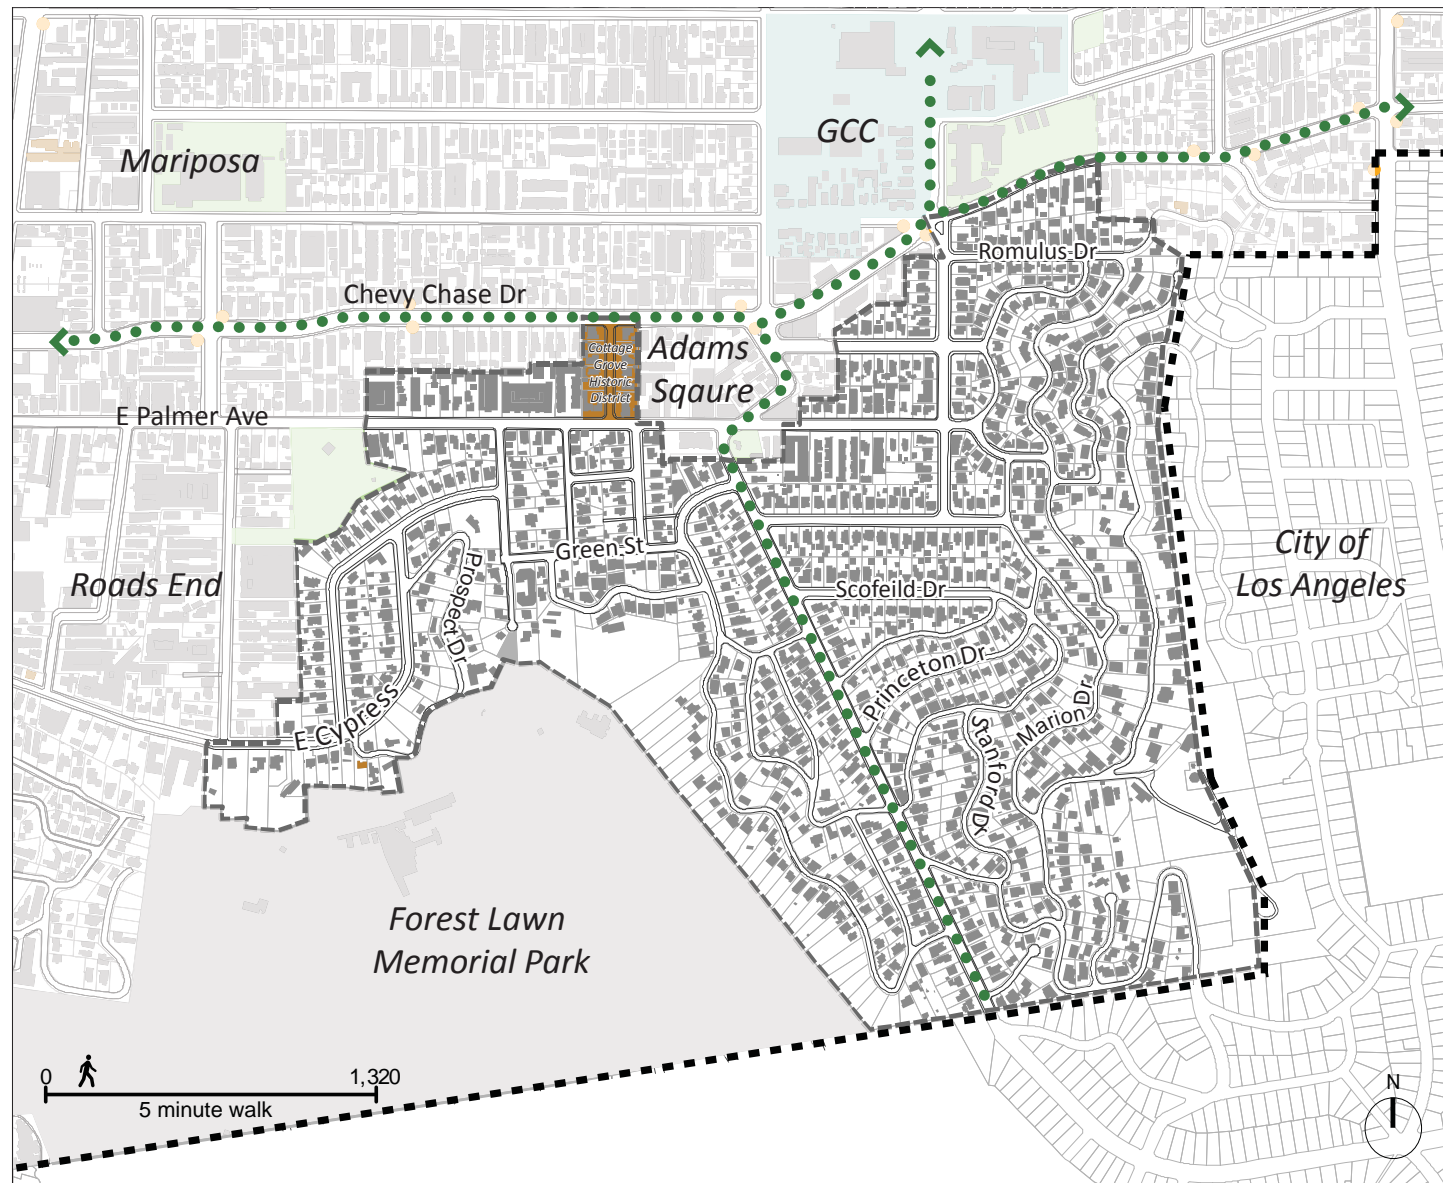 GCC
Mariposa
Romulus Dr
Chevy Chase Dr
Adams
Sqaure
Cottage
Grove
Historic
District
E Palmer Ave
City of
Los Angeles
Green St
Prospect Dr
Roads End
Scofeild Dr
Princeton Dr
E Cypress
Stanford Dr
Marion Dr
Forest Lawn
Memorial Park
0
1,320
5 minute walk
N